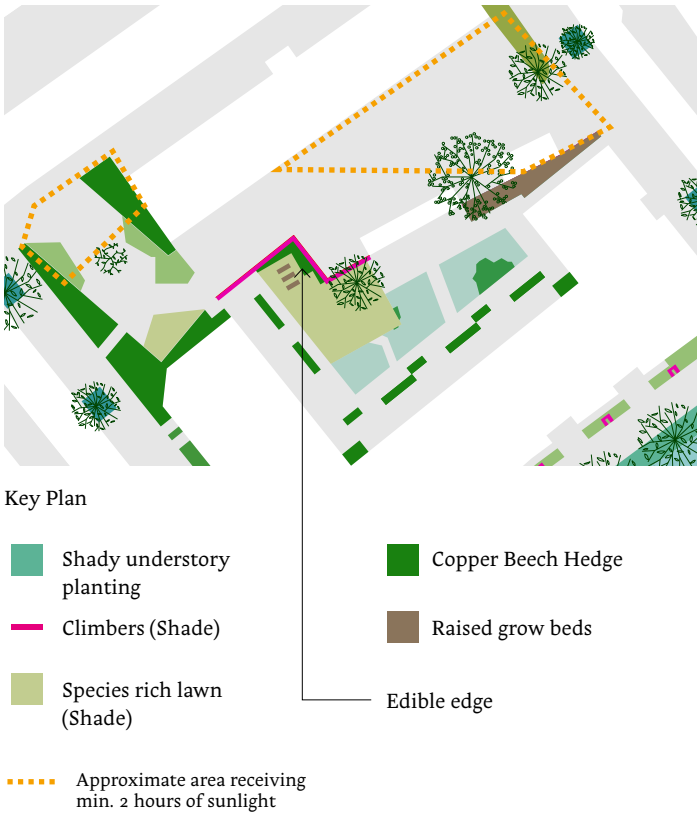 Key Plan
Shady understory
planting
Climbers (Shade)
Species rich lawn
(Shade)
Copper Beech Hedge
Raised grow beds
Edible edge
Approximate area receiving
min. 2 hours of sunlight